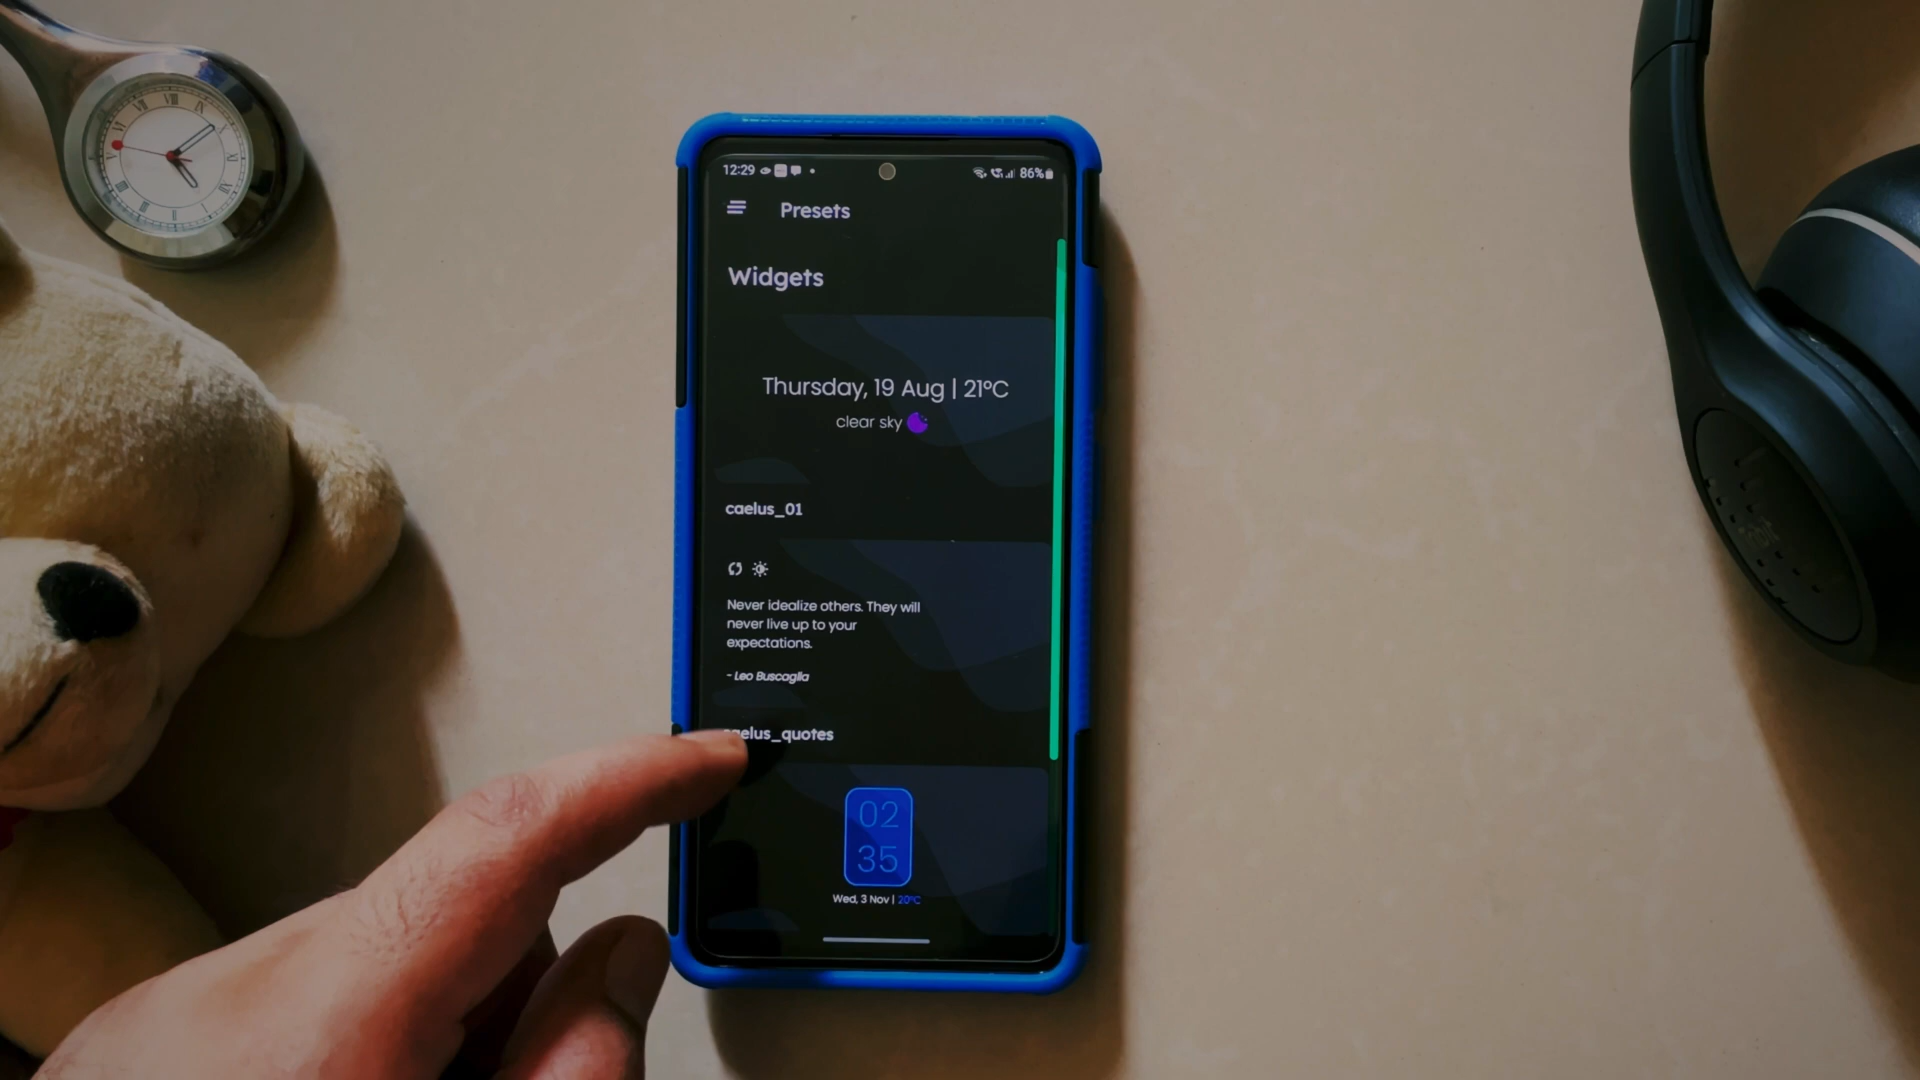 12:29
86%
Presets
Widgets
Thursday, 19 Aug | 21°C
clear sky
caelus_01
Never idealize others. They will
never live up to your
expectations.
- Leo Buscaglia
caelus_quotes
02
35
Wed, 3 Nov | 20°C